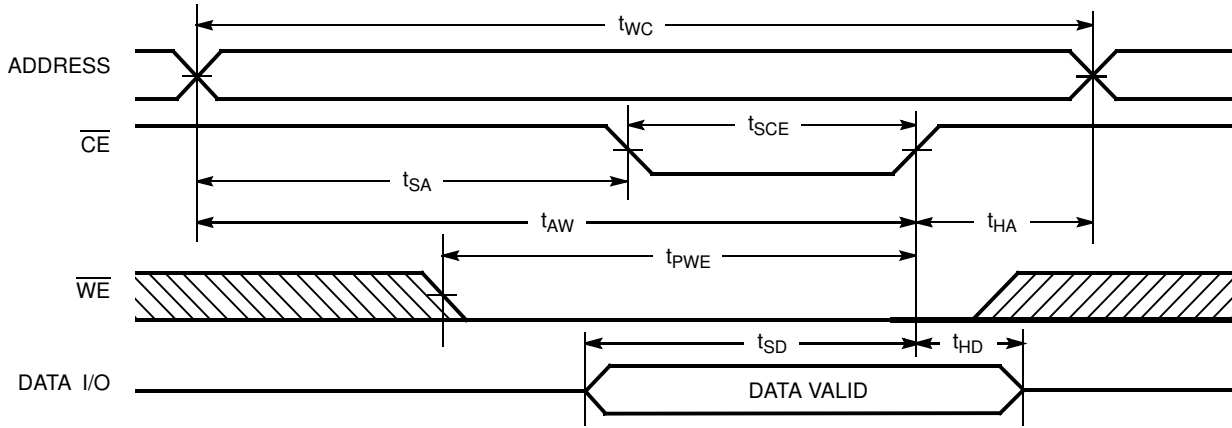 tWC
ADDRESS
CE
tSCE
tSA
tAW
tHA
tPWE
WE
tSD
tHD
DATA I/O
DATA VALID